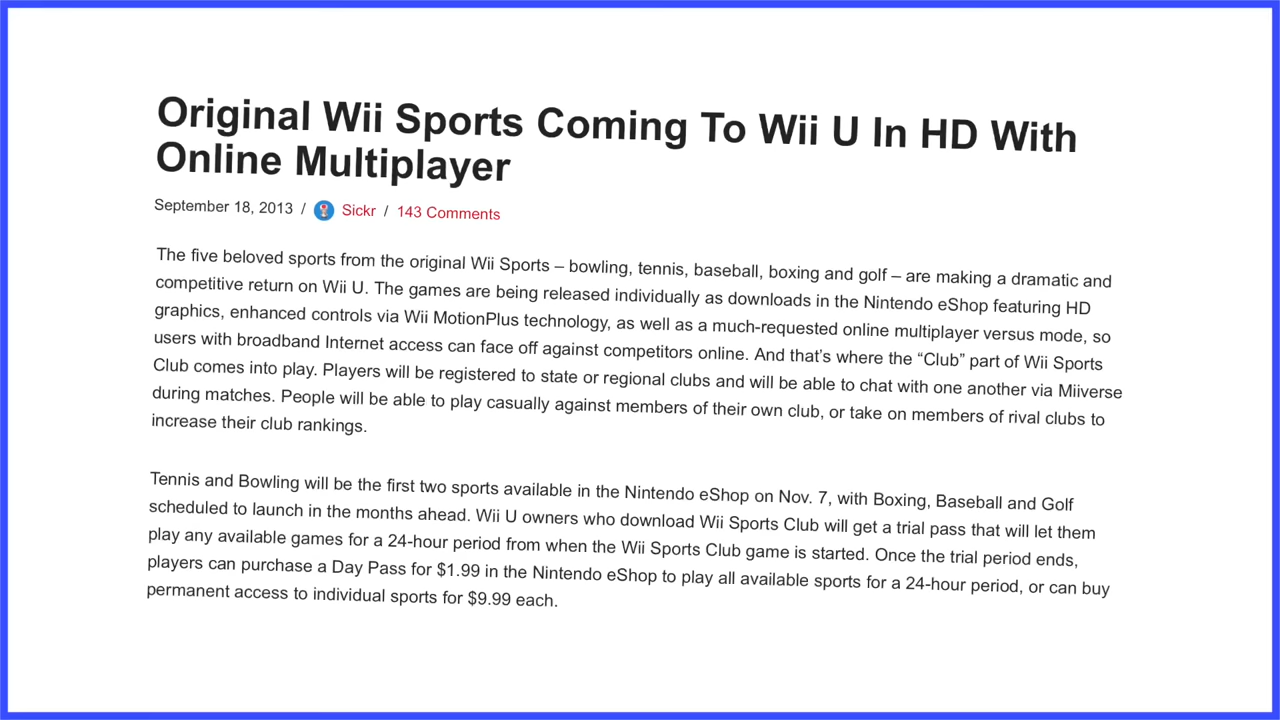 Original Wii Sports Coming To Wii U In HD With
Online Multiplayer
September 18, 2013 / Sickr / 143 Comments
The five beloved sports from the original Wii Sports – bowling, tennis, baseball, boxing and golf – are making a dramatic and
competitive return on Wii U. The games are being released individually as downloads in the Nintendo eShop featuring HD
graphics, enhanced controls via Wii MotionPlus technology, as well as a much-requested online multiplayer versus mode, so
users with broadband Internet access can face off against competitors online. And that’s where the “Club” part of Wii Sports
Club comes into play. Players will be registered to state or regional clubs and will be able to chat with one another via Miiverse
during matches. People will be able to play casually against members of their own club, or take on members of rival clubs to
increase their club rankings.
Tennis and Bowling will be the first two sports available in the Nintendo eShop on Nov. 7, with Boxing, Baseball and Golf
scheduled to launch in the months ahead. Wii U owners who download Wii Sports Club will get a trial pass that will let them
play any available games for a 24-hour period from when the Wii Sports Club game is started. Once the trial period ends,
players can purchase a Day Pass for $1.99 in the Nintendo eShop to play all available sports for a 24-hour period, or can buy
permanent access to individual sports for $9.99 each.